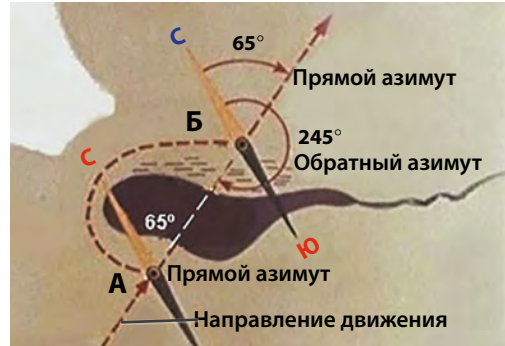 С
65°
Прямой азимут
Б
245°
Обратный азимут
С
65°
Ю
А
Прямой азимут
Направление движения